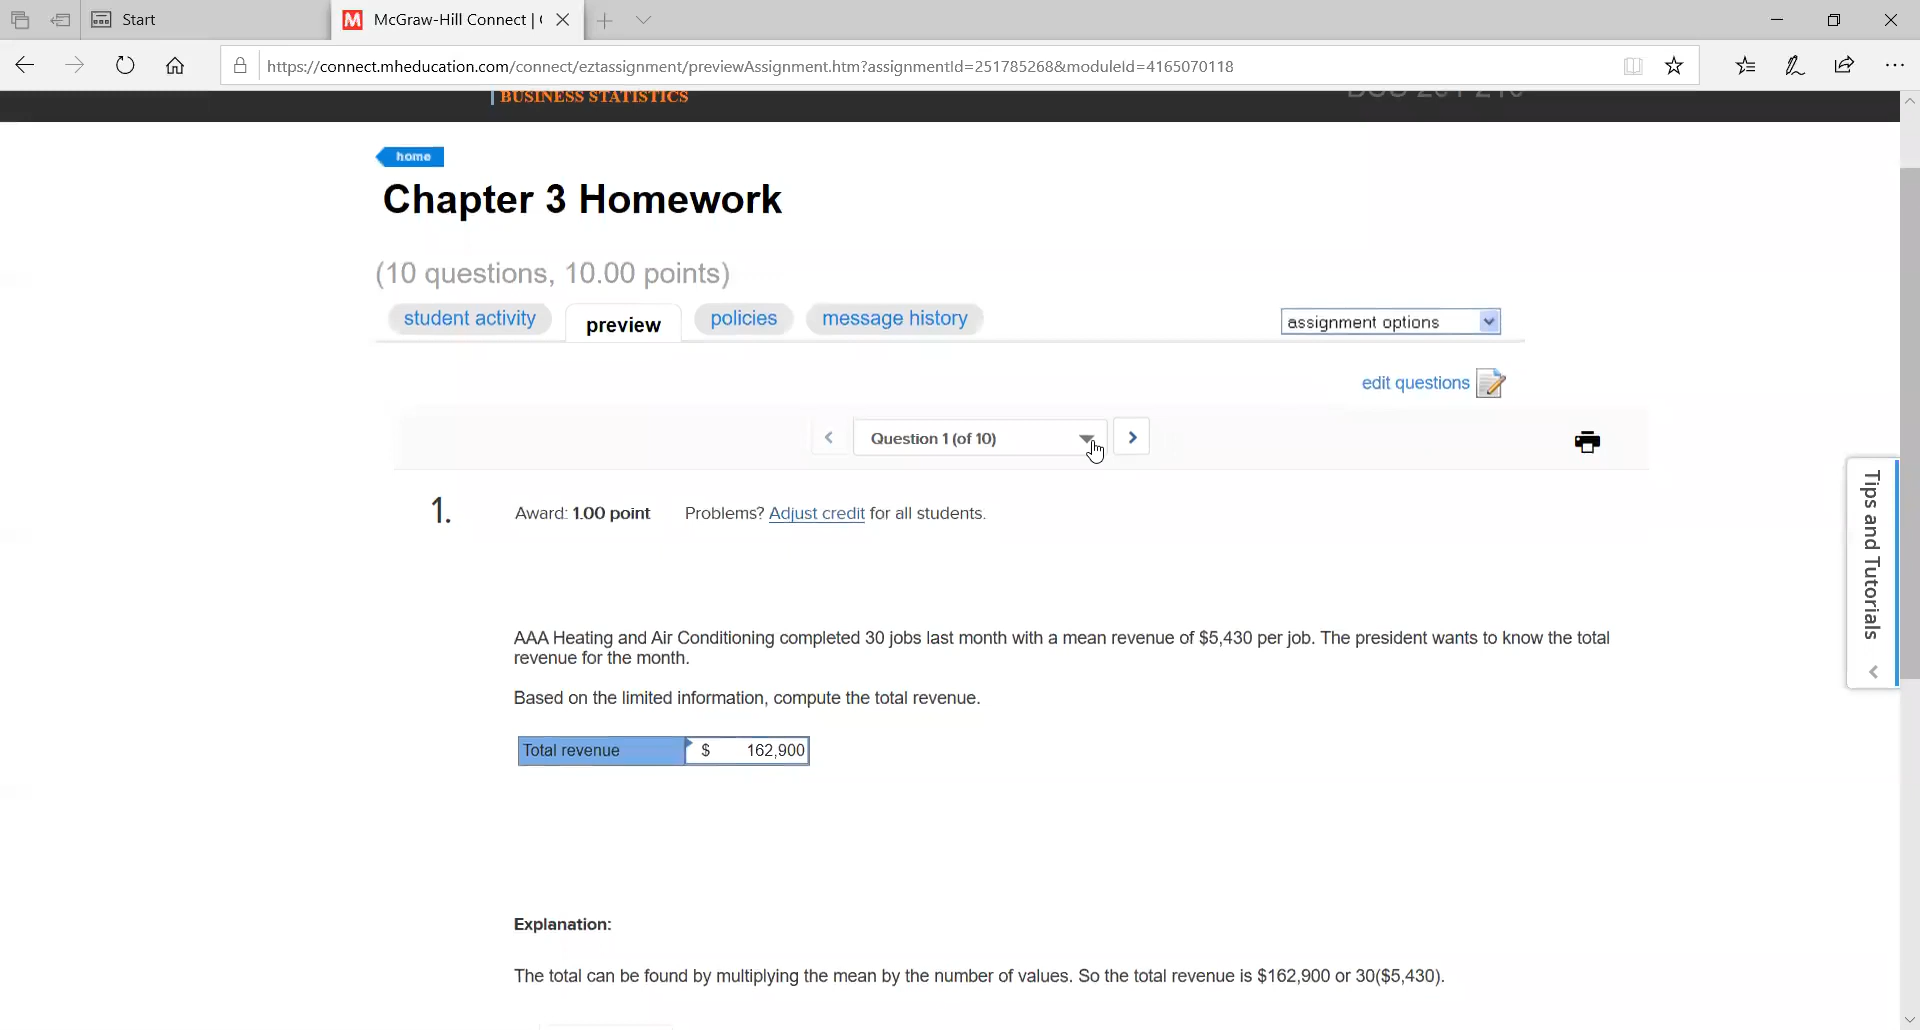 Start
McGraw-Hill Connect | (
https://connect.mheducation.com/connect/eztassignment/previewAssignment.htm?assignmentId=251785268&moduleId=4165070118
BUSINESS STATISTICS
home
Chapter 3 Homework
(10 questions, 10.00 points)
student activity
preview
policies
message history
assignment options
edit questions
Question 1 (of 10)
1.
Award: 1.00 point
Problems? Adjust credit for all students.
Tips and Tutorials
AAA Heating and Air Conditioning completed 30 jobs last month with a mean revenue of $5,430 per job. The president wants to know the total
revenue for the month.
Based on the limited information, compute the total revenue.
Total revenue $ 162,900
Explanation:
The total can be found by multiplying the mean by the number of values. So the total revenue is $162,900 or 30($5,430).